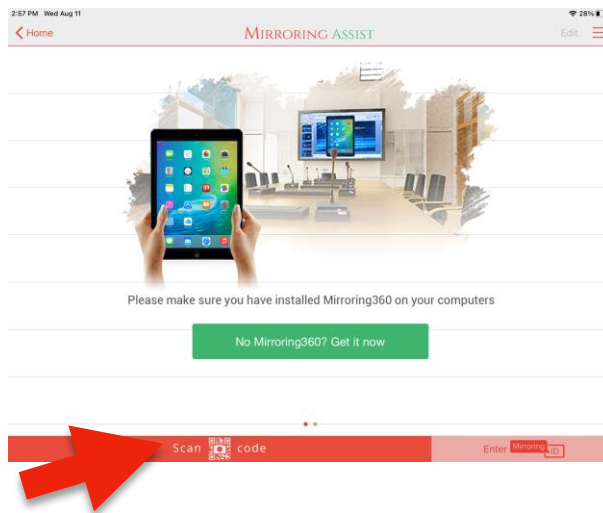 2:57 PM Wed Aug 11 28%
Home MIRRORING ASSIST Edit
Please make sure you have installed Mirroring360 on your computers
No Mirroring360? Get it now
Scan code Enter Mirroring ID